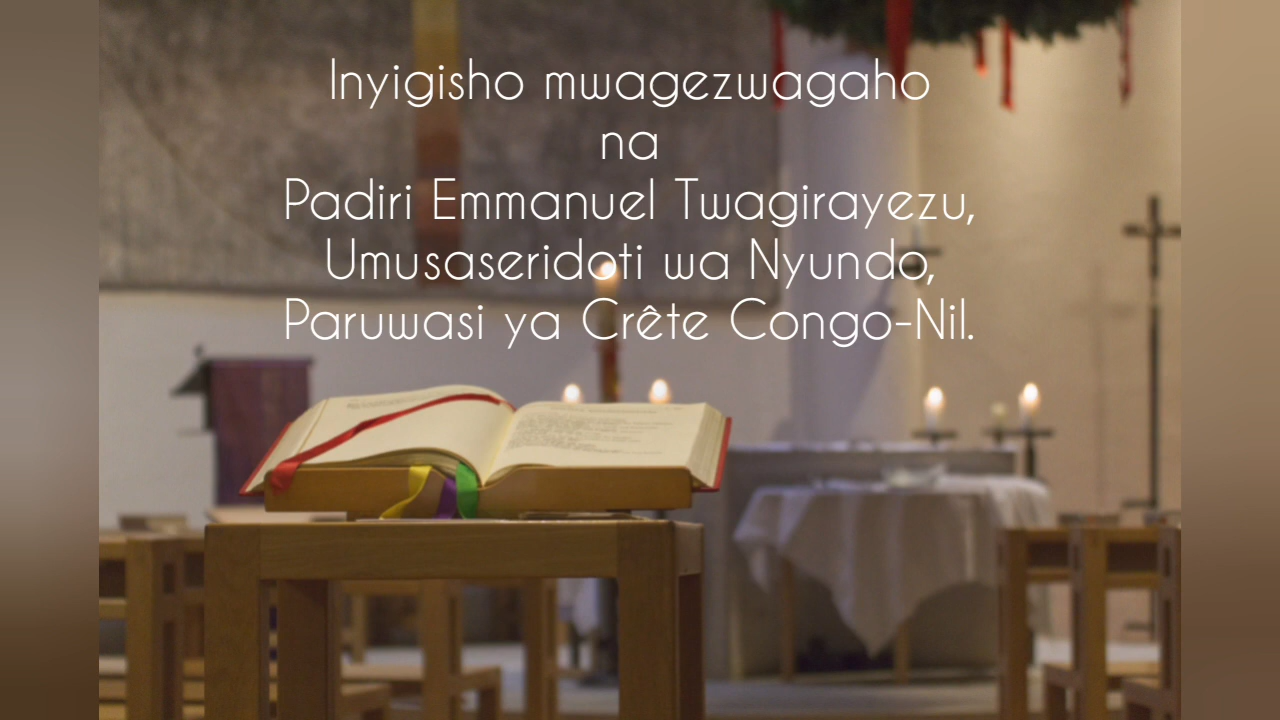 Inyigisho mwagezwagaho
na
Padiri Emmanuel Twagirayezu,
Umusaseridoti wa Nyundo,
Paruwasi ya Crête Congo-Nil.